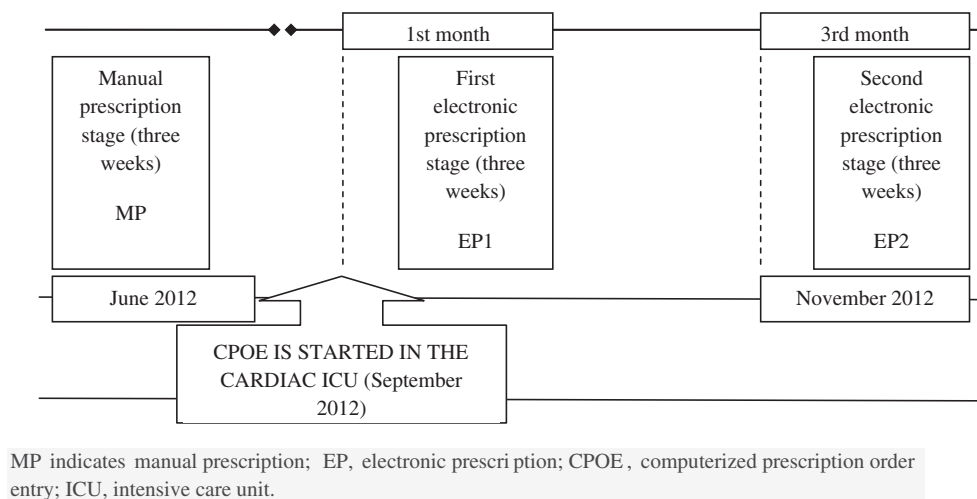 1st month
3rd month
Manual
prescription
stage (three
weeks)
MP
First
electronic
prescription
stage (three
weeks)
EP1
Second
electronic
prescription
stage (three
weeks)
EP2
June 2012
November 2012
CPOE IS STARTED IN THE
CARDIAC ICU (September
2012)
MP indicates manual prescription; EP, electronic prescription; CPOE, computerized prescription order
entry; ICU, intensive care unit.